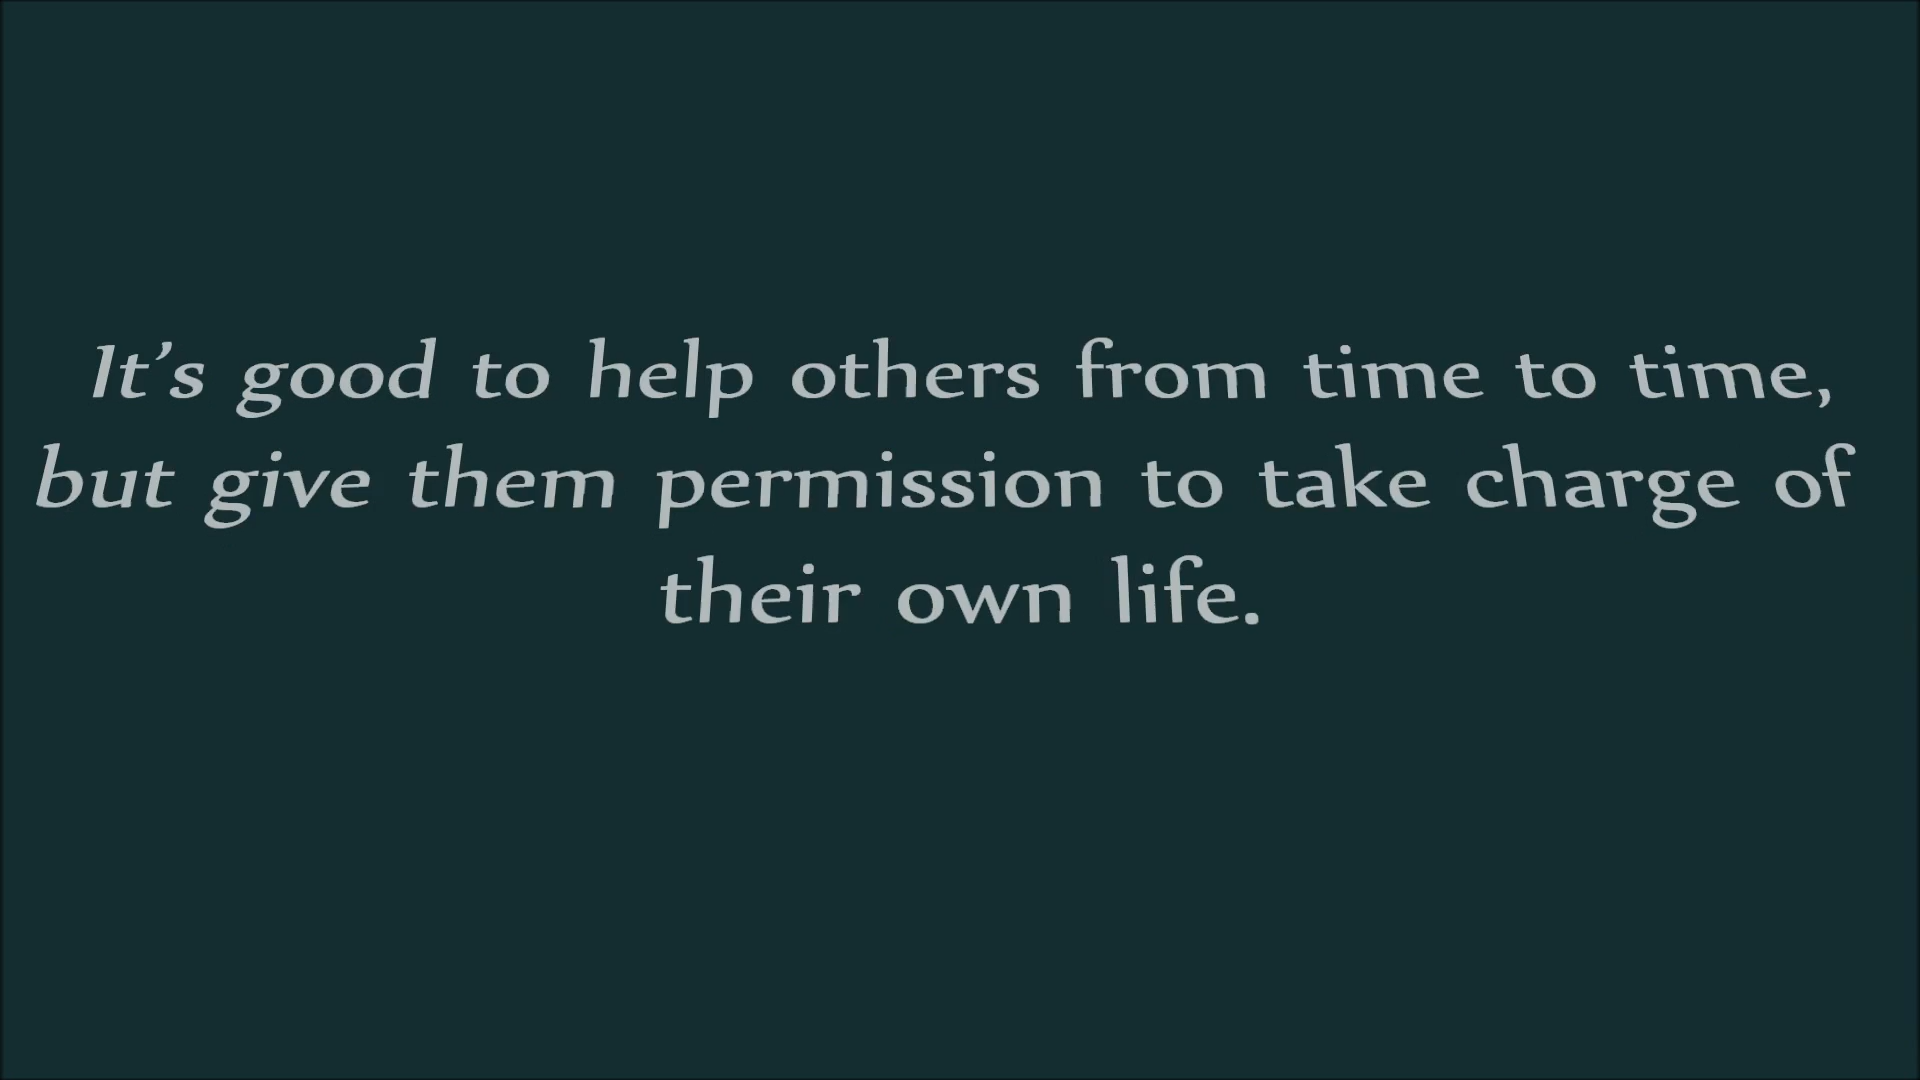 It’s good to help others from time to time,
but give them permission to take charge of
their own life.